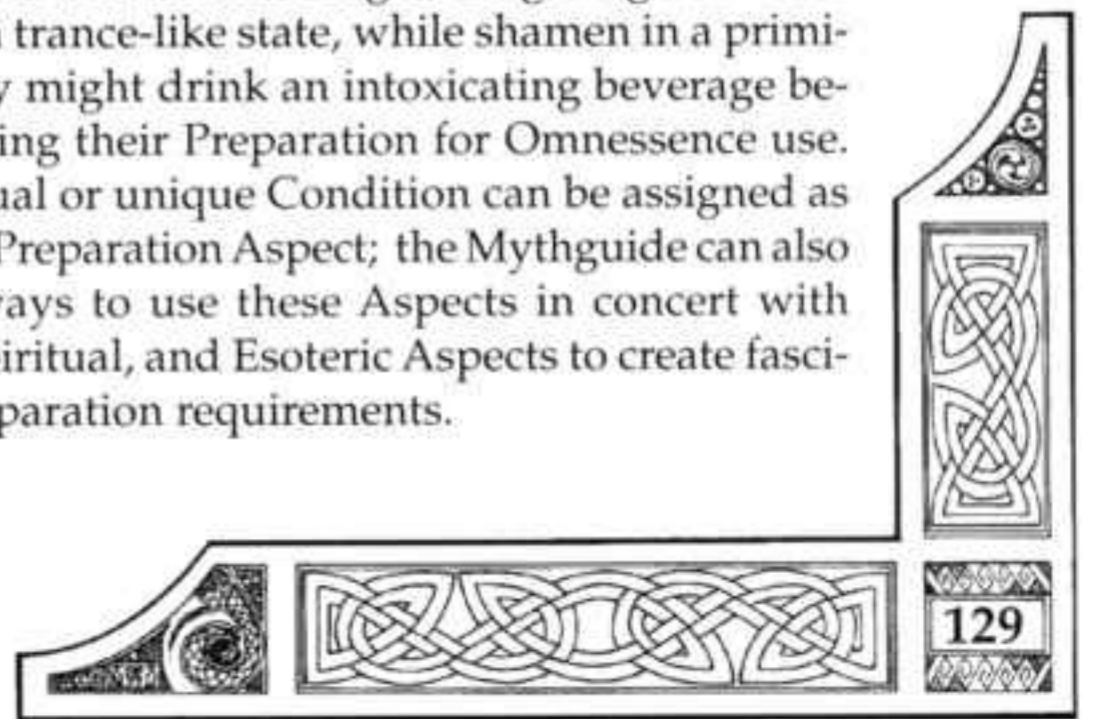 trance-like state, while shamen in a primi-
might drink an intoxicating beverage be-
ing their Preparation for Omnessence use.
ual or unique Condition can be assigned as
Preparation Aspect; the Mythguide can also
ways to use these Aspects in concert with
iritual, and Esoteric Aspects to create fasci-
paration requirements.
129